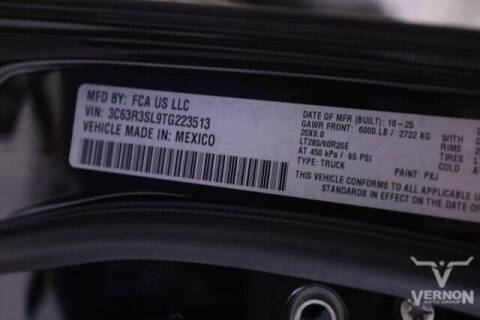 MFD BY: FCA US LLC
VIN: 3C63R3SL9TG223513
VEHICLE MADE IN: MEXICO
DATE OF MFR (BUILT): 10-25
GAWR FRONT: 6000 LB / 2722 KG
WITH
20X8.0
RIMS
LT285/60R20E
TIRES
AT 450 kPa / 65 PSI
COLD
TYPE: TRUCK
PAINT: PXJ
THIS VEHICLE CONFORMS TO ALL APPLICABLE
STANDARDS IN EFFECT ON THE DATE OF
VERNON
AUTO GROUP